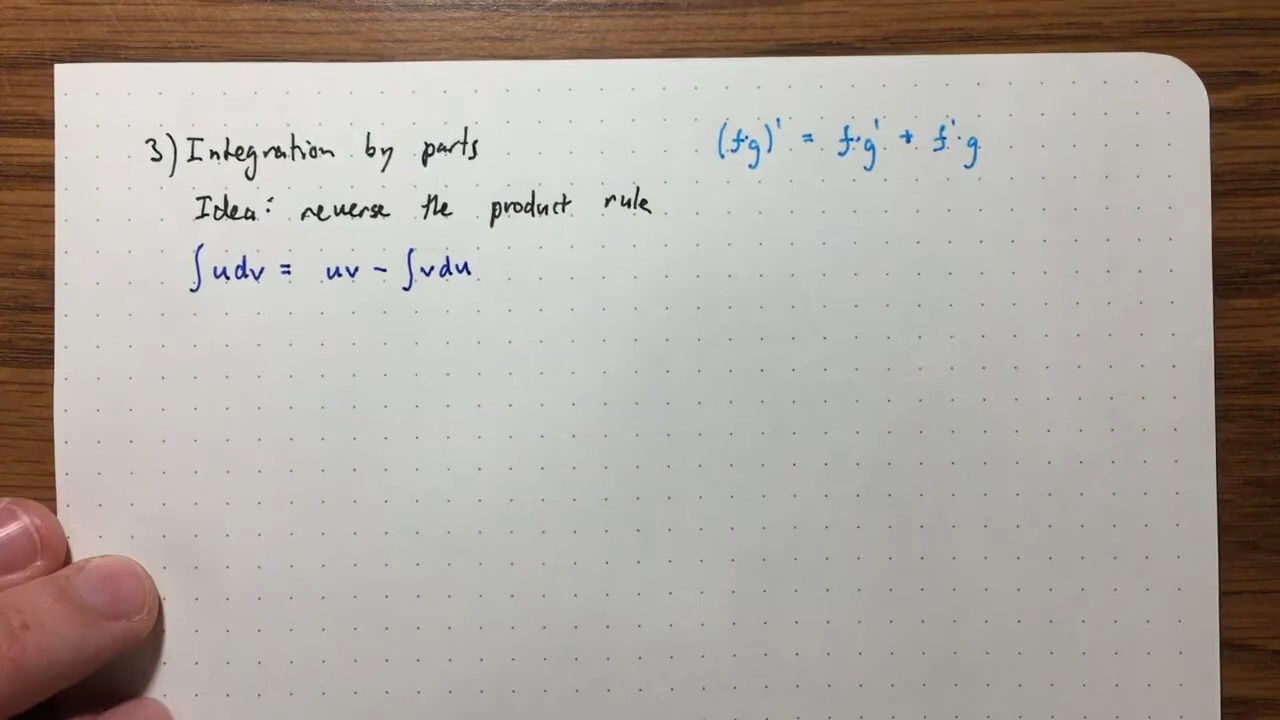 3) Integration by parts
(f·g)' = f·g' + f'·g
Idea: reverse the product rule
∫udv = uv - ∫vdu